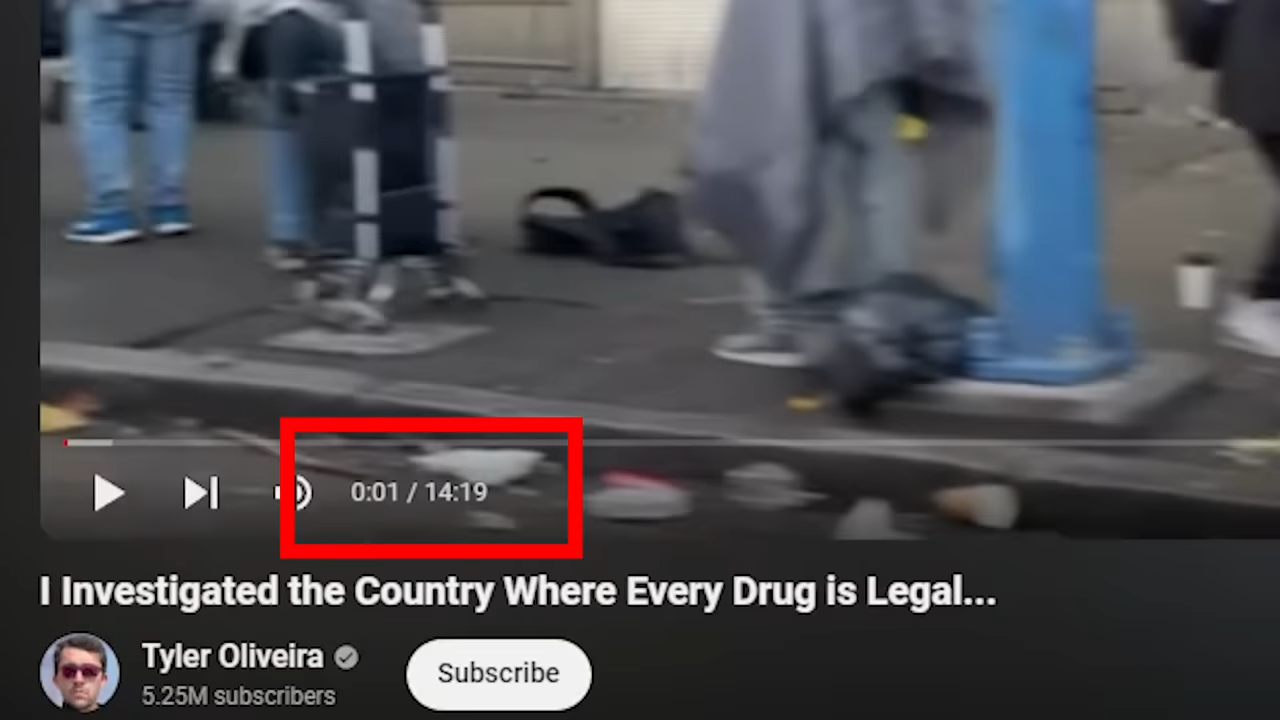 0:01 / 14:19
I Investigated the Country Where Every Drug is Legal...
Tyler Oliveira
5.25M subscribers
Subscribe